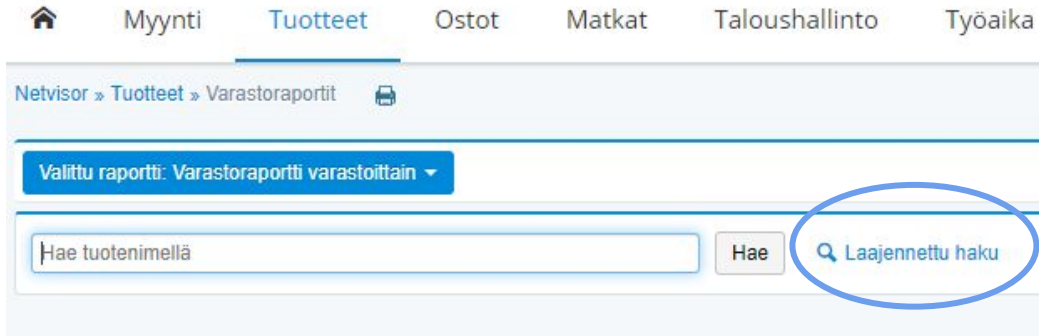 Myynti Tuotteet Ostot Matkat Taloushallinto Työaika
Netvisor » Tuotteet » Varastoraportit
Valittu raportti: Varastoraportti varastoittain
Hae tuotenimellä Hae Laajennettu haku